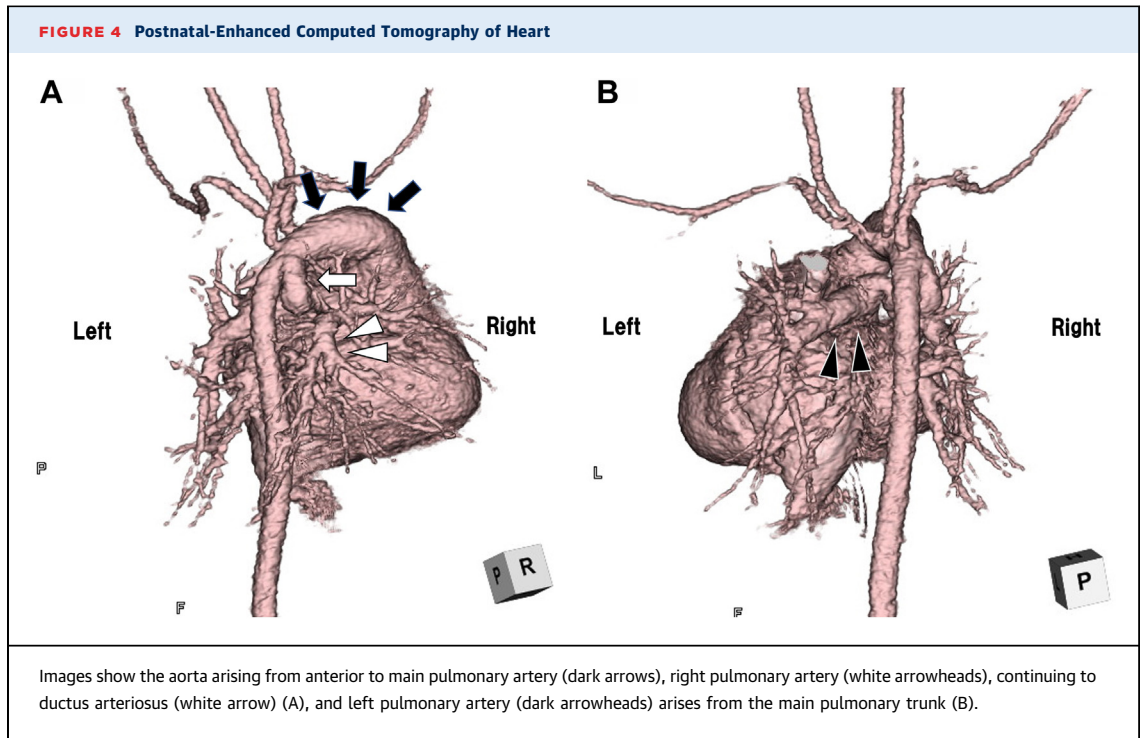 FIGURE 4 Postnatal-Enhanced Computed Tomography of Heart
A
B
Left
Right
Left
Right
P
L
P R
P
F
F
Images show the aorta arising from anterior to main pulmonary artery (dark arrows), right pulmonary artery (white arrowheads), continuing to
ductus arteriosus (white arrow) (A), and left pulmonary artery (dark arrowheads) arises from the main pulmonary trunk (B).